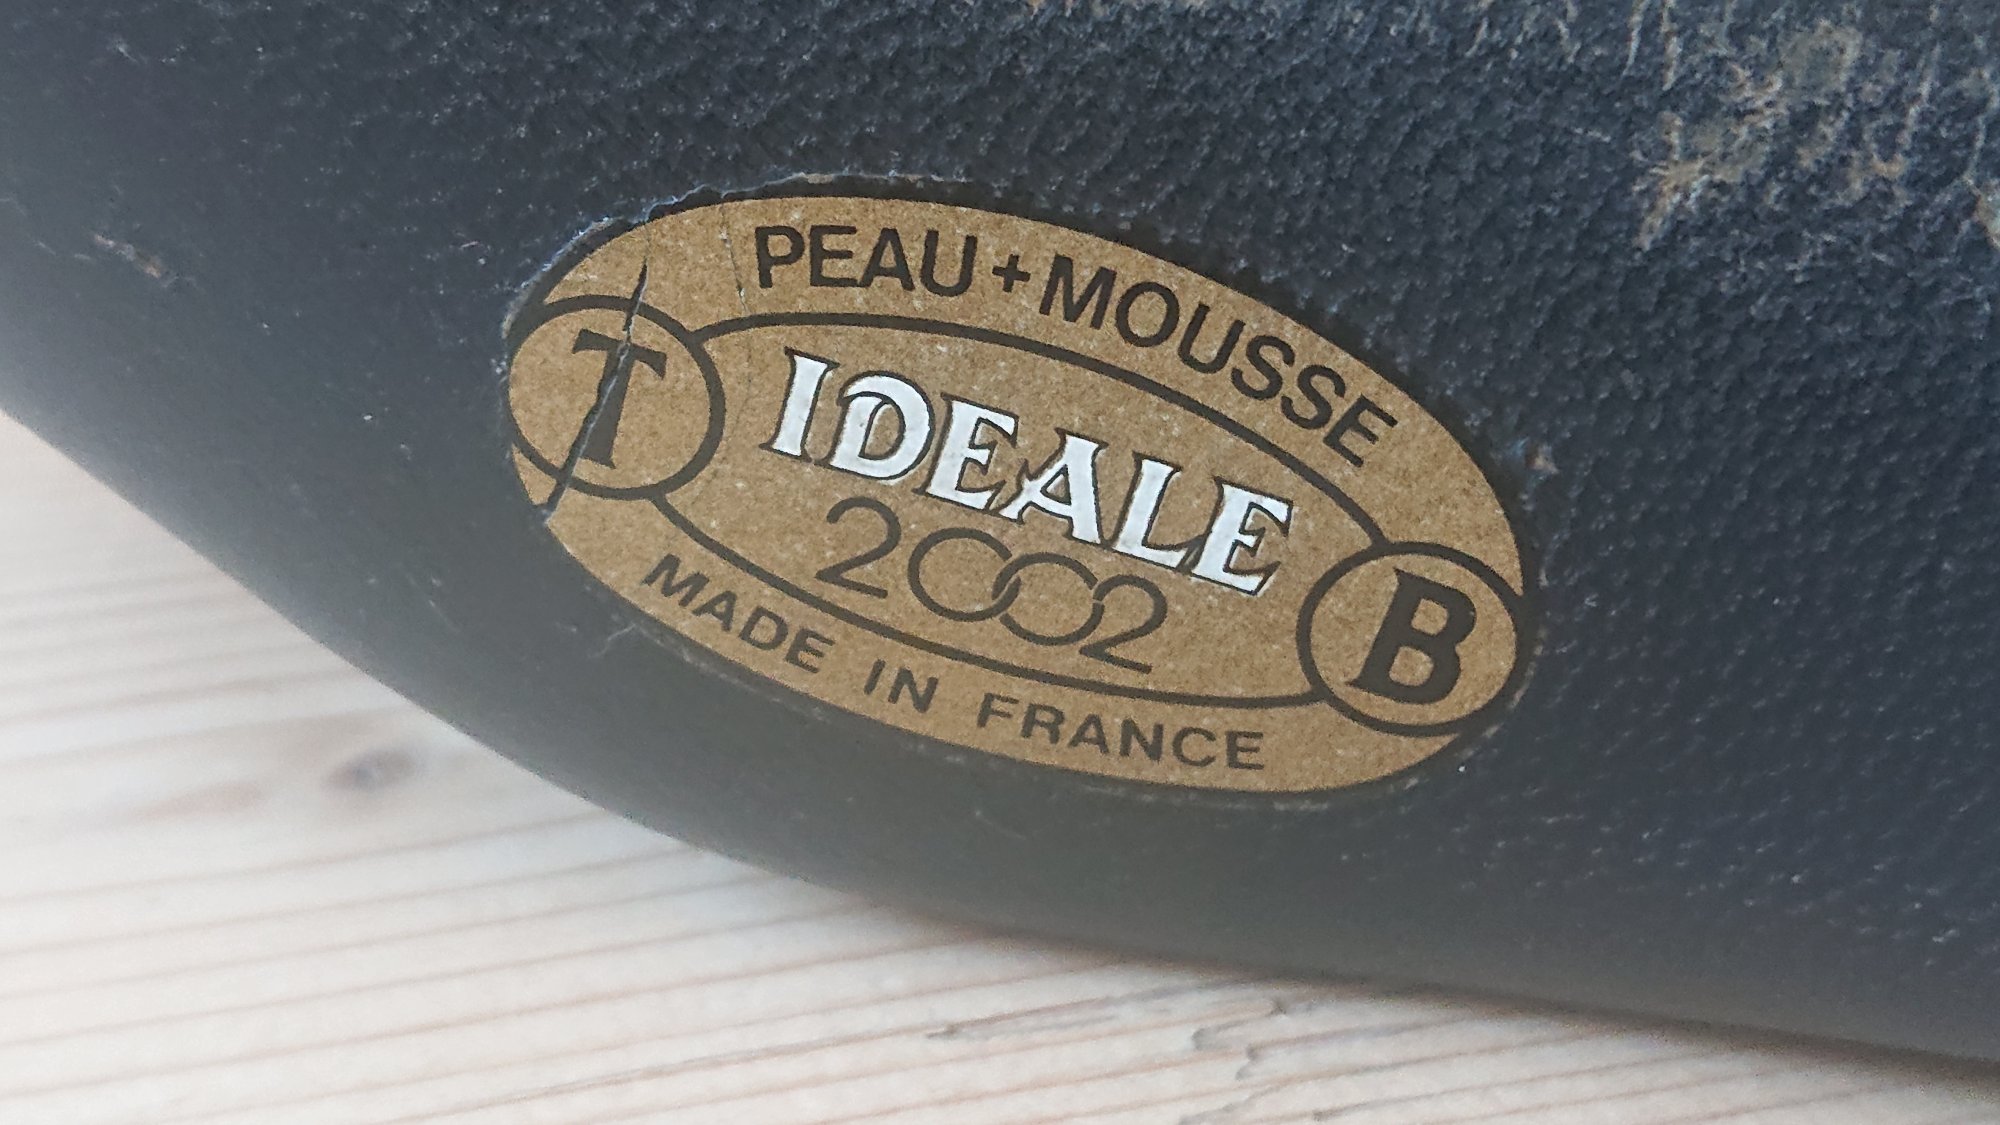 PEAU+MOUSSE
T
IDEALE
2002
B
MADE IN FRANCE